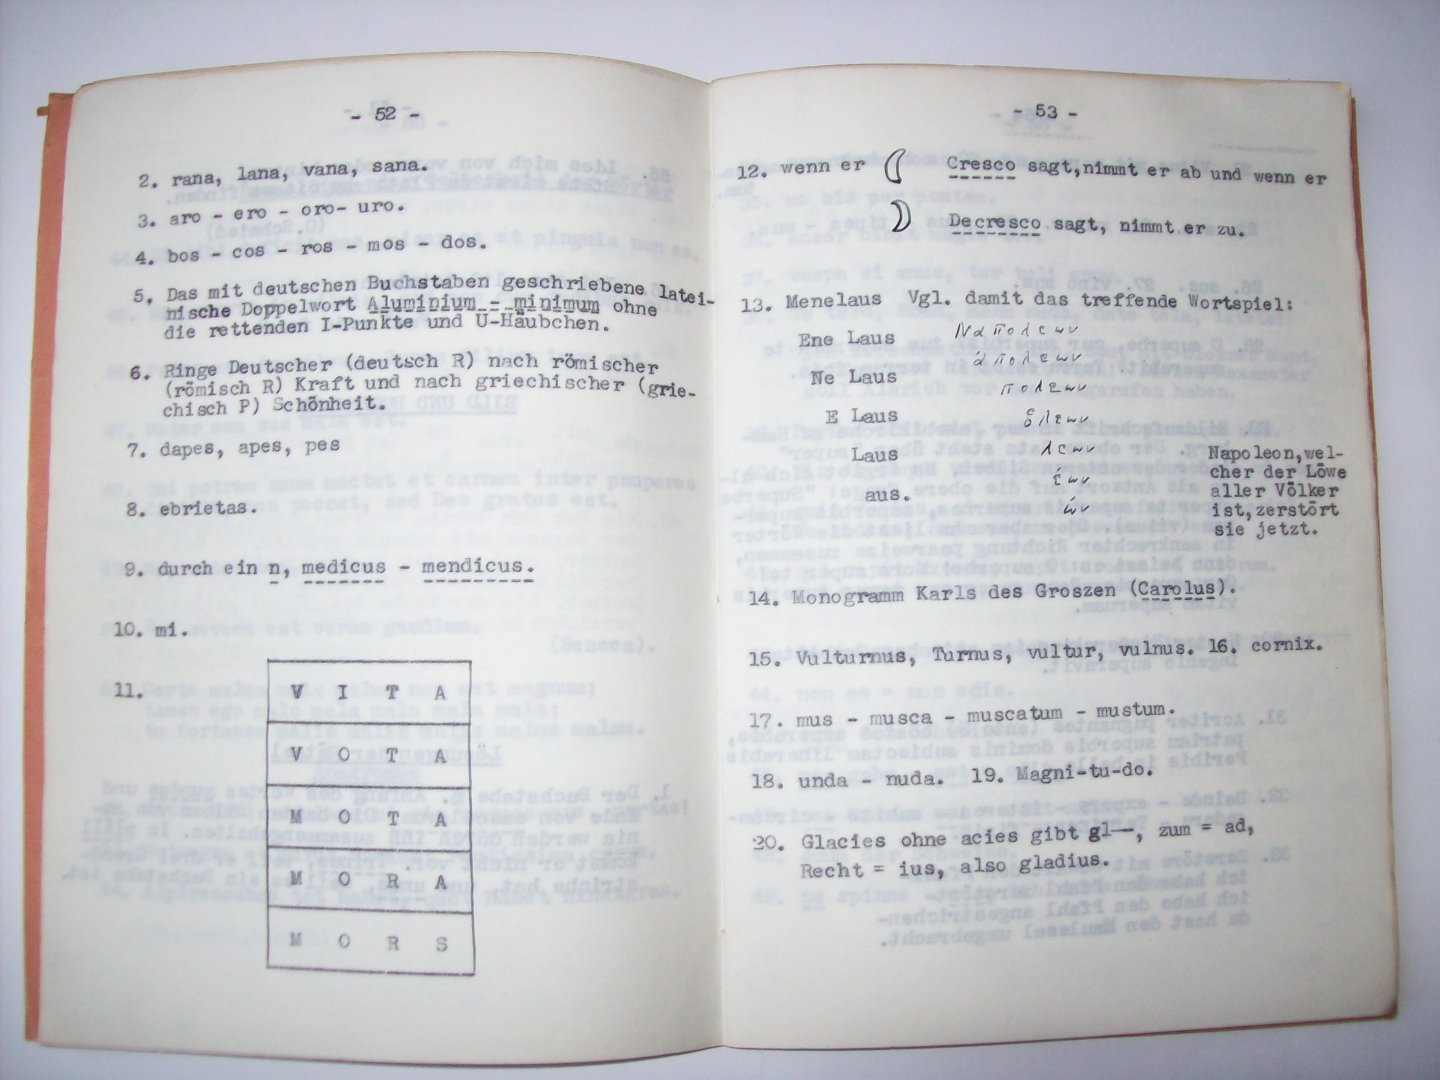 - 52 -
2. rana, lana, vana, sana.
3. aro - ero - oro- uro.
4. bos - cos - ros - mos - dos.
5. Das mit deutschen Buchstaben geschriebene latei-
nische Doppelwort Aluminium - minimum ohne
die rettenden I-Punkte und U-Häubchen.
6. Ringe Deutscher (deutsch R) nach römischer
(römisch R) Kraft und nach griechischer (grie-
chisch P) Schönheit.
7. dapes, apes, pes
8. ebrietas.
9. durch ein n, medicus - mendicus.
10. mi.
11. V I T A
V O T A
M O T A
M O R A
M O R S
- 53 -
12. wenn er Cresco sagt,nimmt er ab und wenn er
Decresco sagt, nimmt er zu.
13. Menelaus Vgl. damit das treffende Wortspiel:
Ene Laus Ναπολεων
ἀπολεων
Ne Laus πολεων
E Laus ὀλεων
Laus λεων
aus. ἐων
ὠν
Napoleon,wel-
cher der Löwe
aller Völker
ist,zerstört
sie jetzt.
14. Monogramm Karls des Groszen (Carolus).
15. Vulturnus, Turnus, vultur, vulnus. 16. cornix.
17. mus - musca - muscatum - mustum.
18. unda - nuda. 19. Magni-tu-do.
20. Glacies ohne acies gibt gl--, zum = ad,
Recht = ius, also gladius.